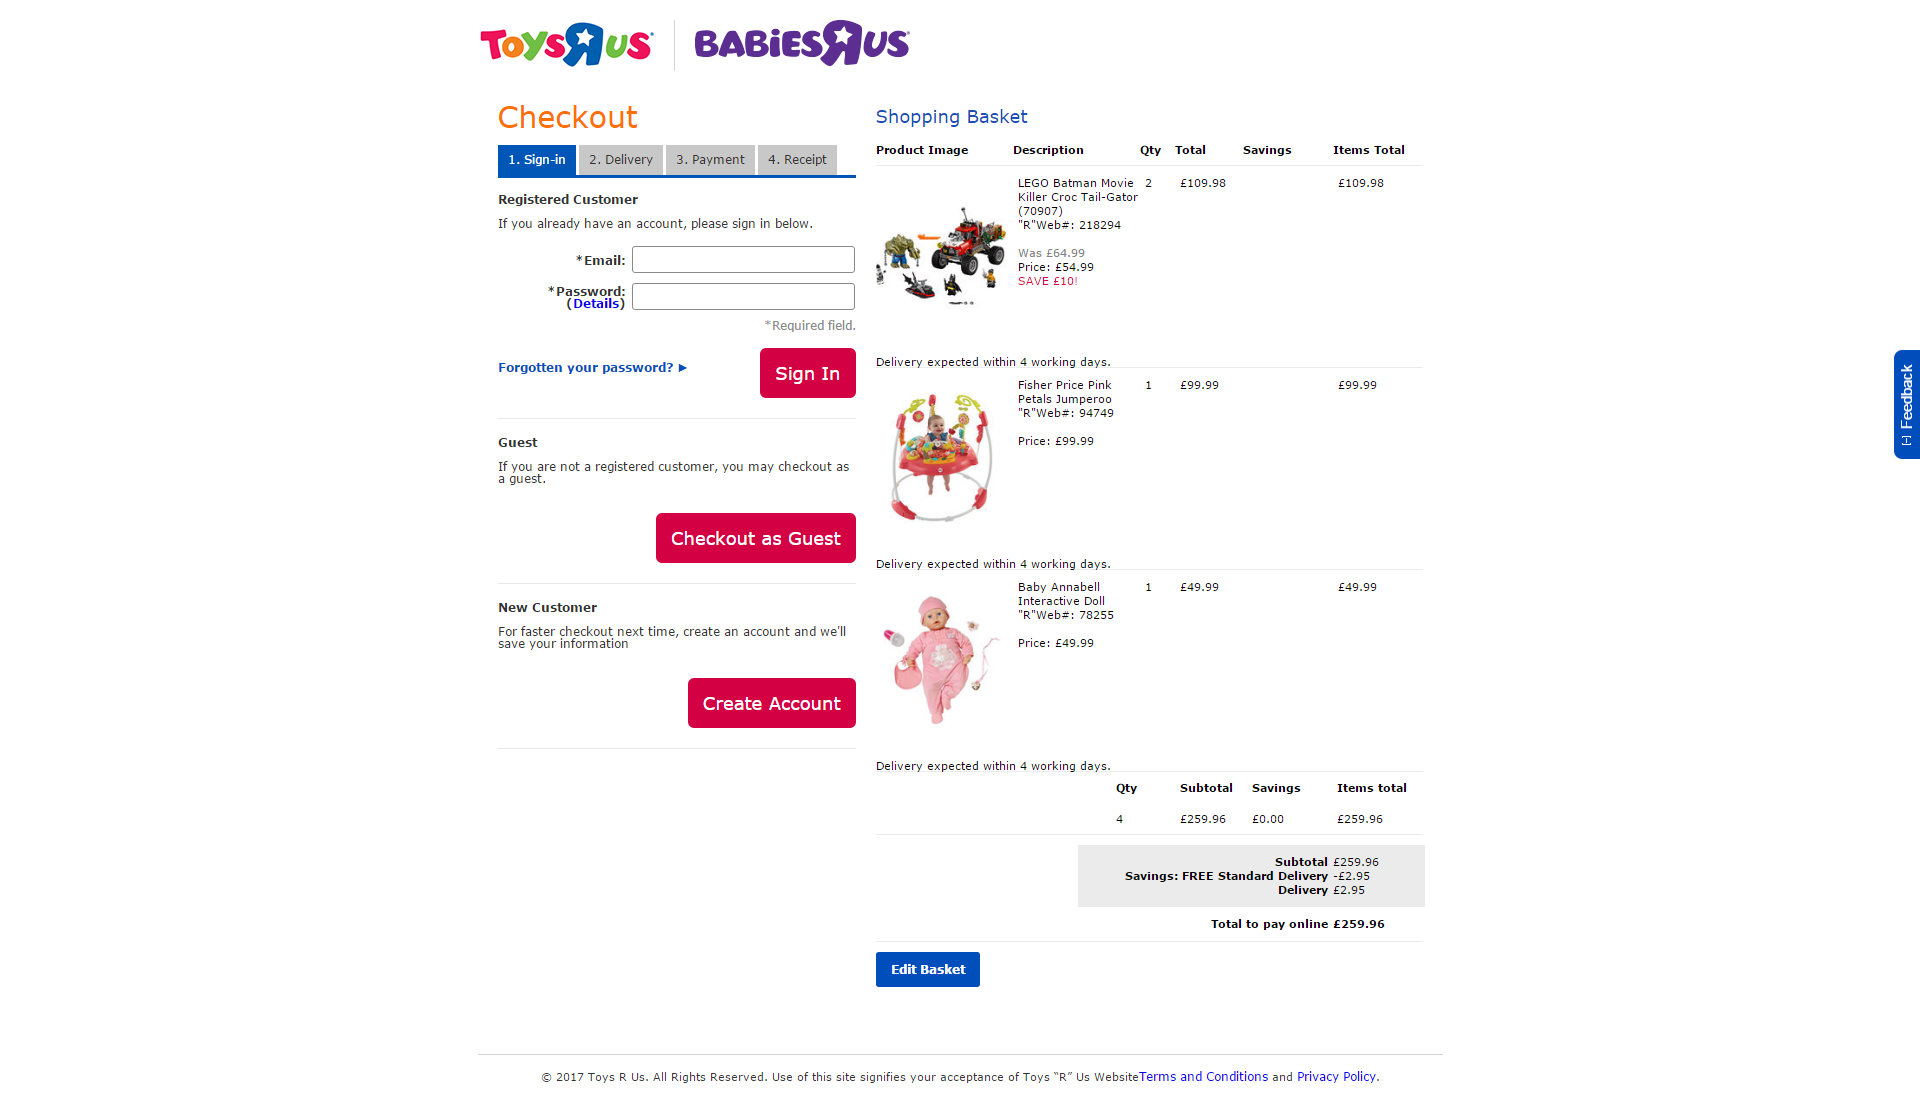 TOYS R US
BABIES R US
Checkout
1. Sign-in
2. Delivery
3. Payment
4. Receipt
Registered Customer
If you already have an account, please sign in below.
*Email:
*Password:
(Details)
*Required field.
Forgotten your password? ►
Sign In
Guest
If you are not a registered customer, you may checkout as
a guest.
Checkout as Guest
New Customer
For faster checkout next time, create an account and we'll
save your information
Create Account
Shopping Basket
Product Image Description Qty Total Savings Items Total
LEGO Batman Movie 2 £109.98 £109.98
Killer Croc Tail-Gator
(70907)
"R"Web#: 218294
Was £64.99
Price: £54.99
SAVE £10!
Delivery expected within 4 working days.
Fisher Price Pink 1 £99.99 £99.99
Petals Jumperoo
"R"Web#: 94749
Price: £99.99
Delivery expected within 4 working days.
Baby Annabell 1 £49.99 £49.99
Interactive Doll
"R"Web#: 78255
Price: £49.99
Delivery expected within 4 working days.
Qty Subtotal Savings Items total
4 £259.96 £0.00 £259.96
Subtotal £259.96
Savings: FREE Standard Delivery -£2.95
Delivery £2.95
Total to pay online £259.96
Edit Basket
[-] Feedback
© 2017 Toys R Us. All Rights Reserved. Use of this site signifies your acceptance of Toys “R” Us WebsiteTerms and Conditions and Privacy Policy.